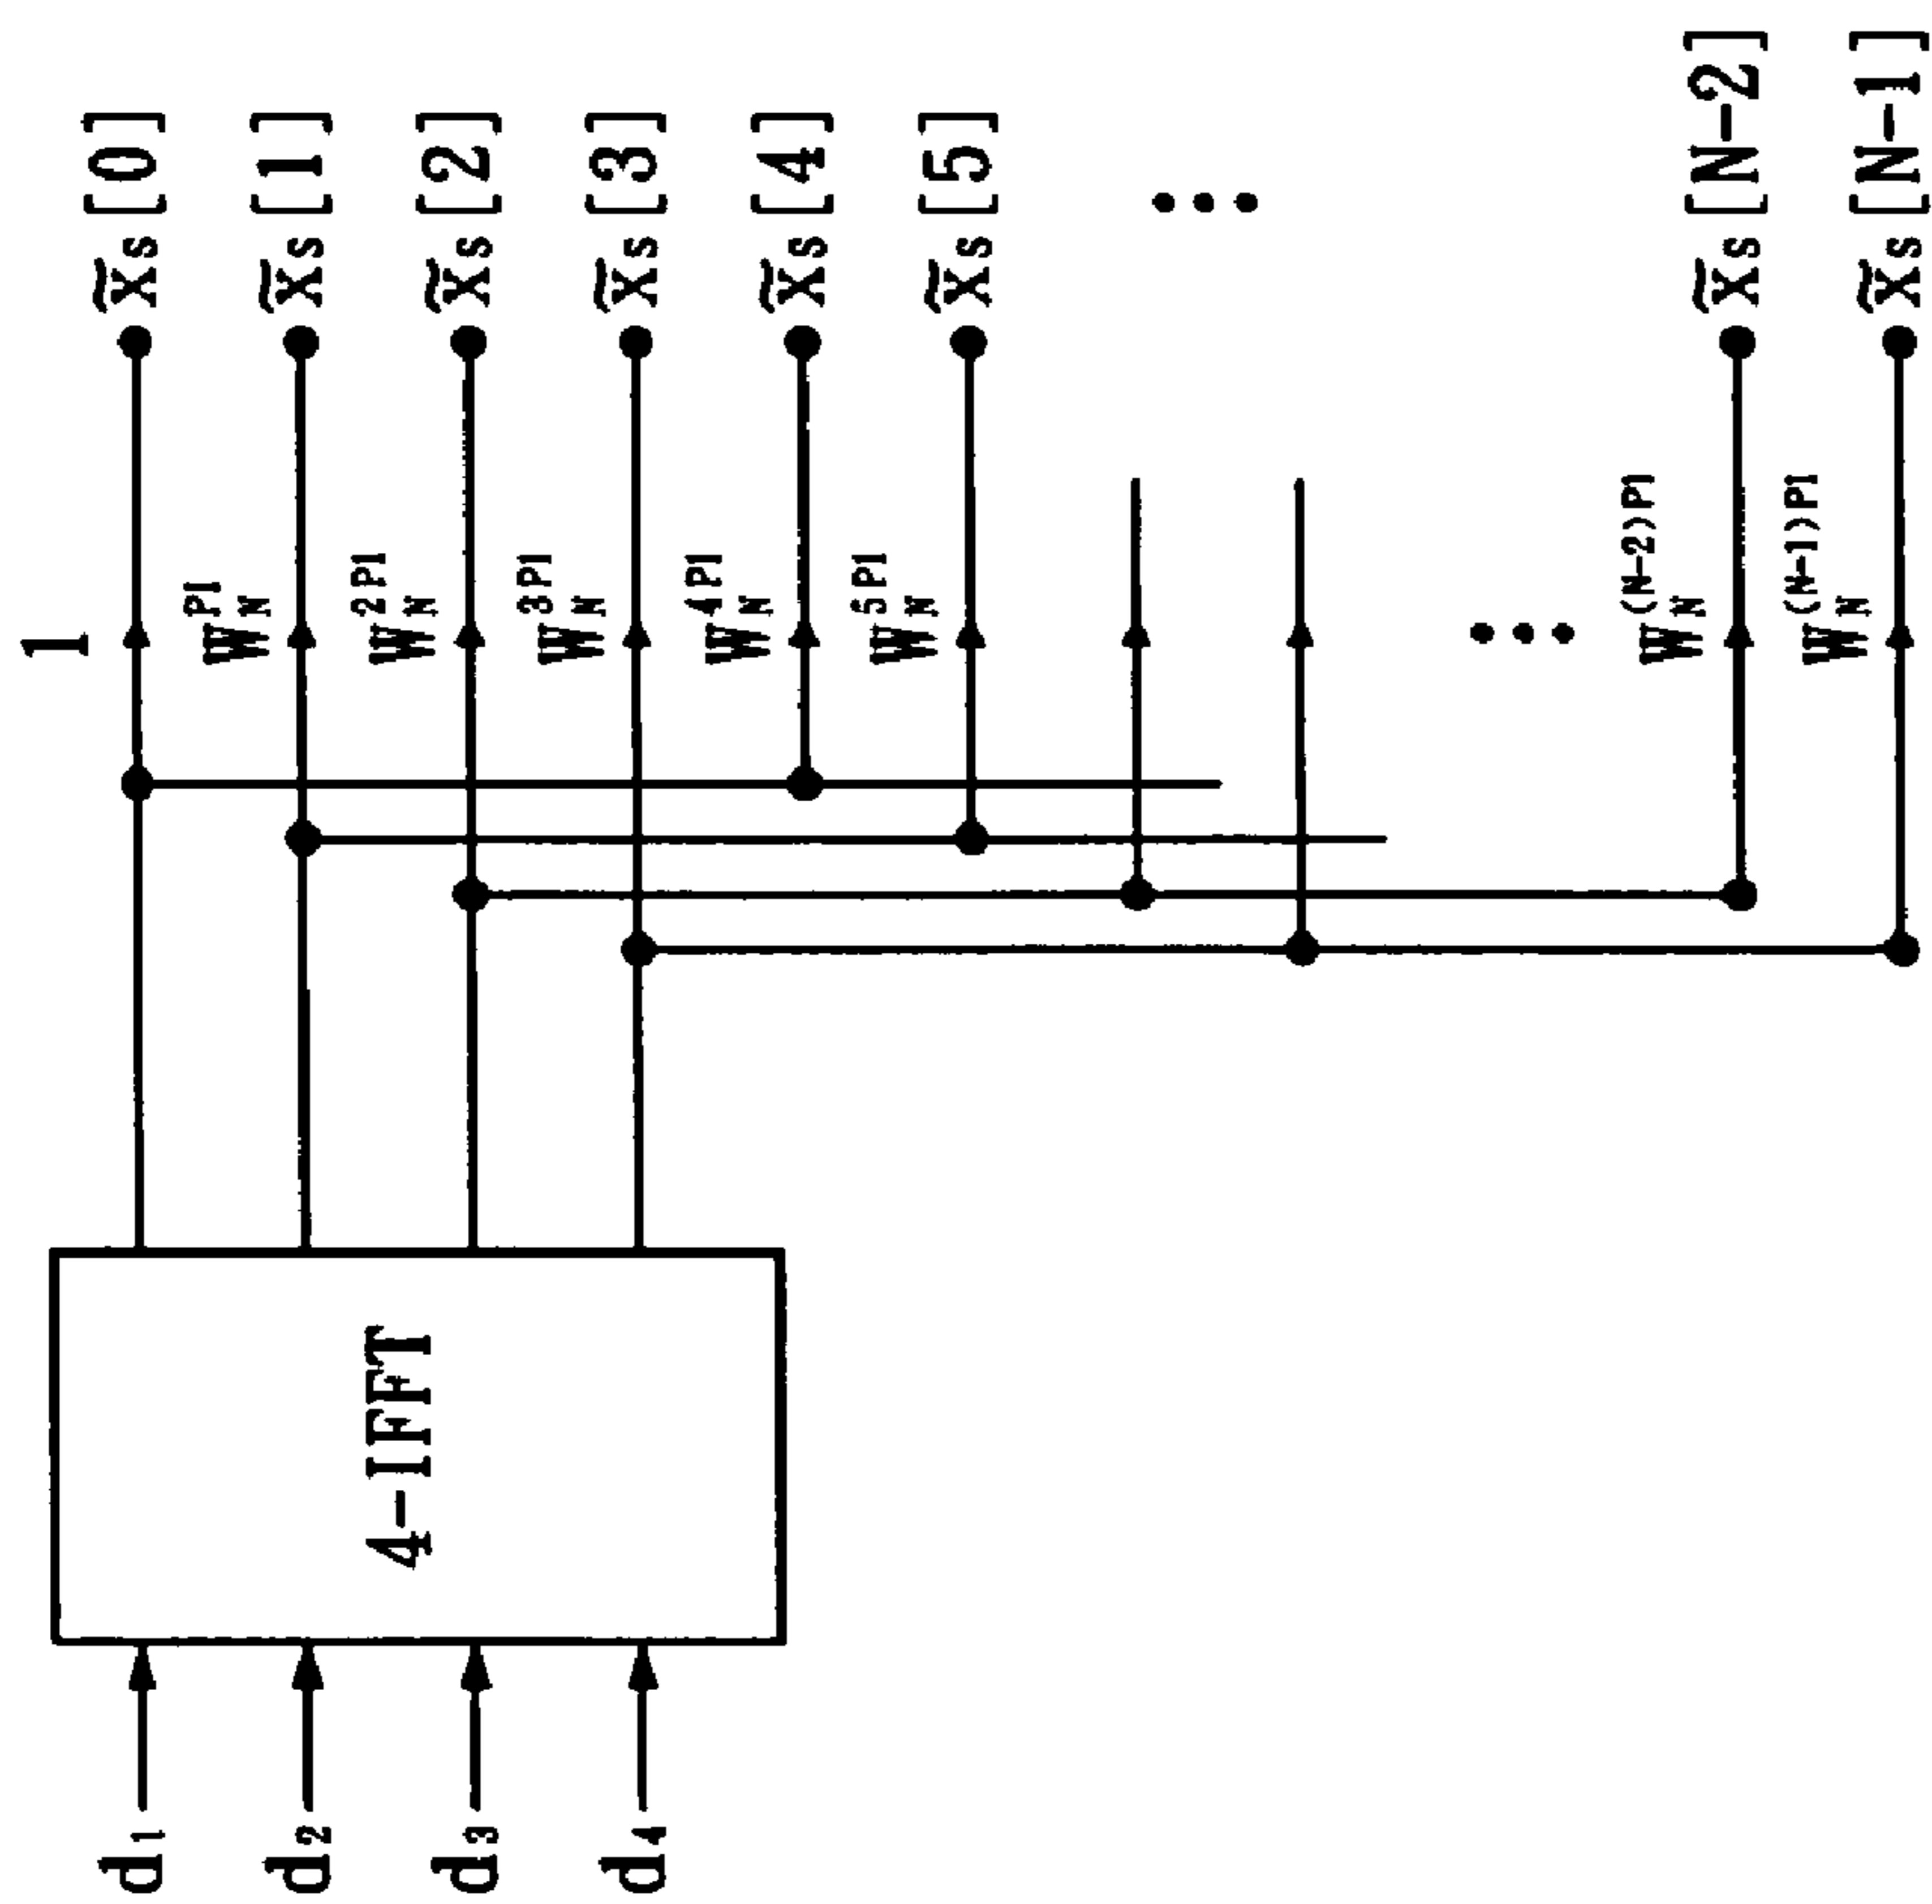 d₁
d₂
d₃
d₄
4-IFFT
1
W_N^{P1}
W_N^{2P1}
W_N^{3P1}
W_N^{4P1}
W_N^{5P1}
...
W_N^{(N-2)P1}
W_N^{(N-1)P1}
x̃s[0]
x̃s[1]
x̃s[2]
x̃s[3]
x̃s[4]
x̃s[5]
...
x̃s[N-2]
x̃s[N-1]